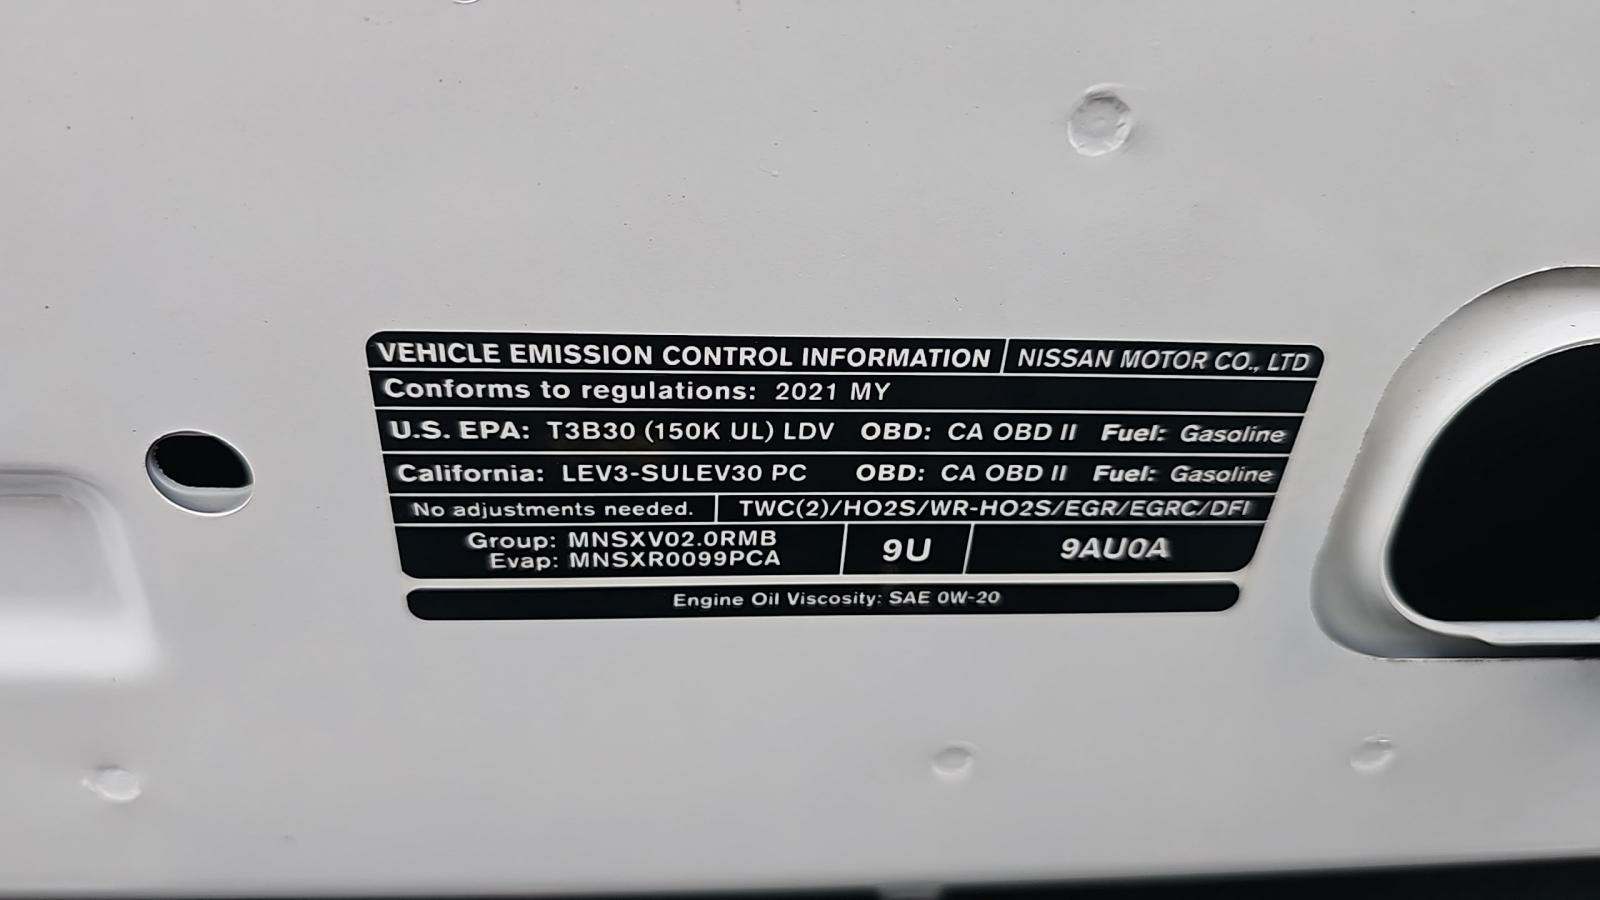 VEHICLE EMISSION CONTROL INFORMATION NISSAN MOTOR CO., LTD
Conforms to regulations: 2021 MY
U.S. EPA: T3B30 (150K UL) LDV OBD: CA OBD II Fuel: Gasoline
California: LEV3-SULEV30 PC OBD: CA OBD II Fuel: Gasoline
No adjustments needed. TWC(2)/HO2S/WR-HO2S/EGR/EGRC/DFI
Group: MNSXV02.0RMB
Evap: MNSXR0099PCA
9U 9AU0A
Engine Oil Viscosity: SAE 0W-20